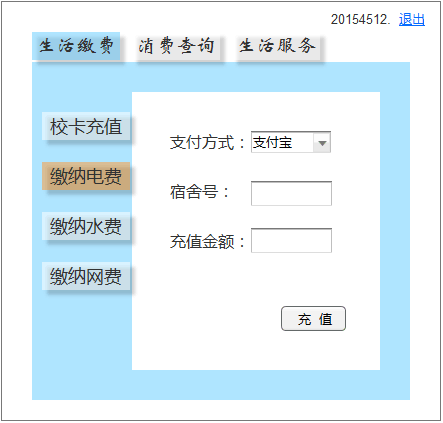 20154512. 退出
生活缴费 消费查询 生活服务
校卡充值
支付方式：支付宝
缴纳电费
宿舍号：
缴纳水费
充值金额：
缴纳网费
充 值